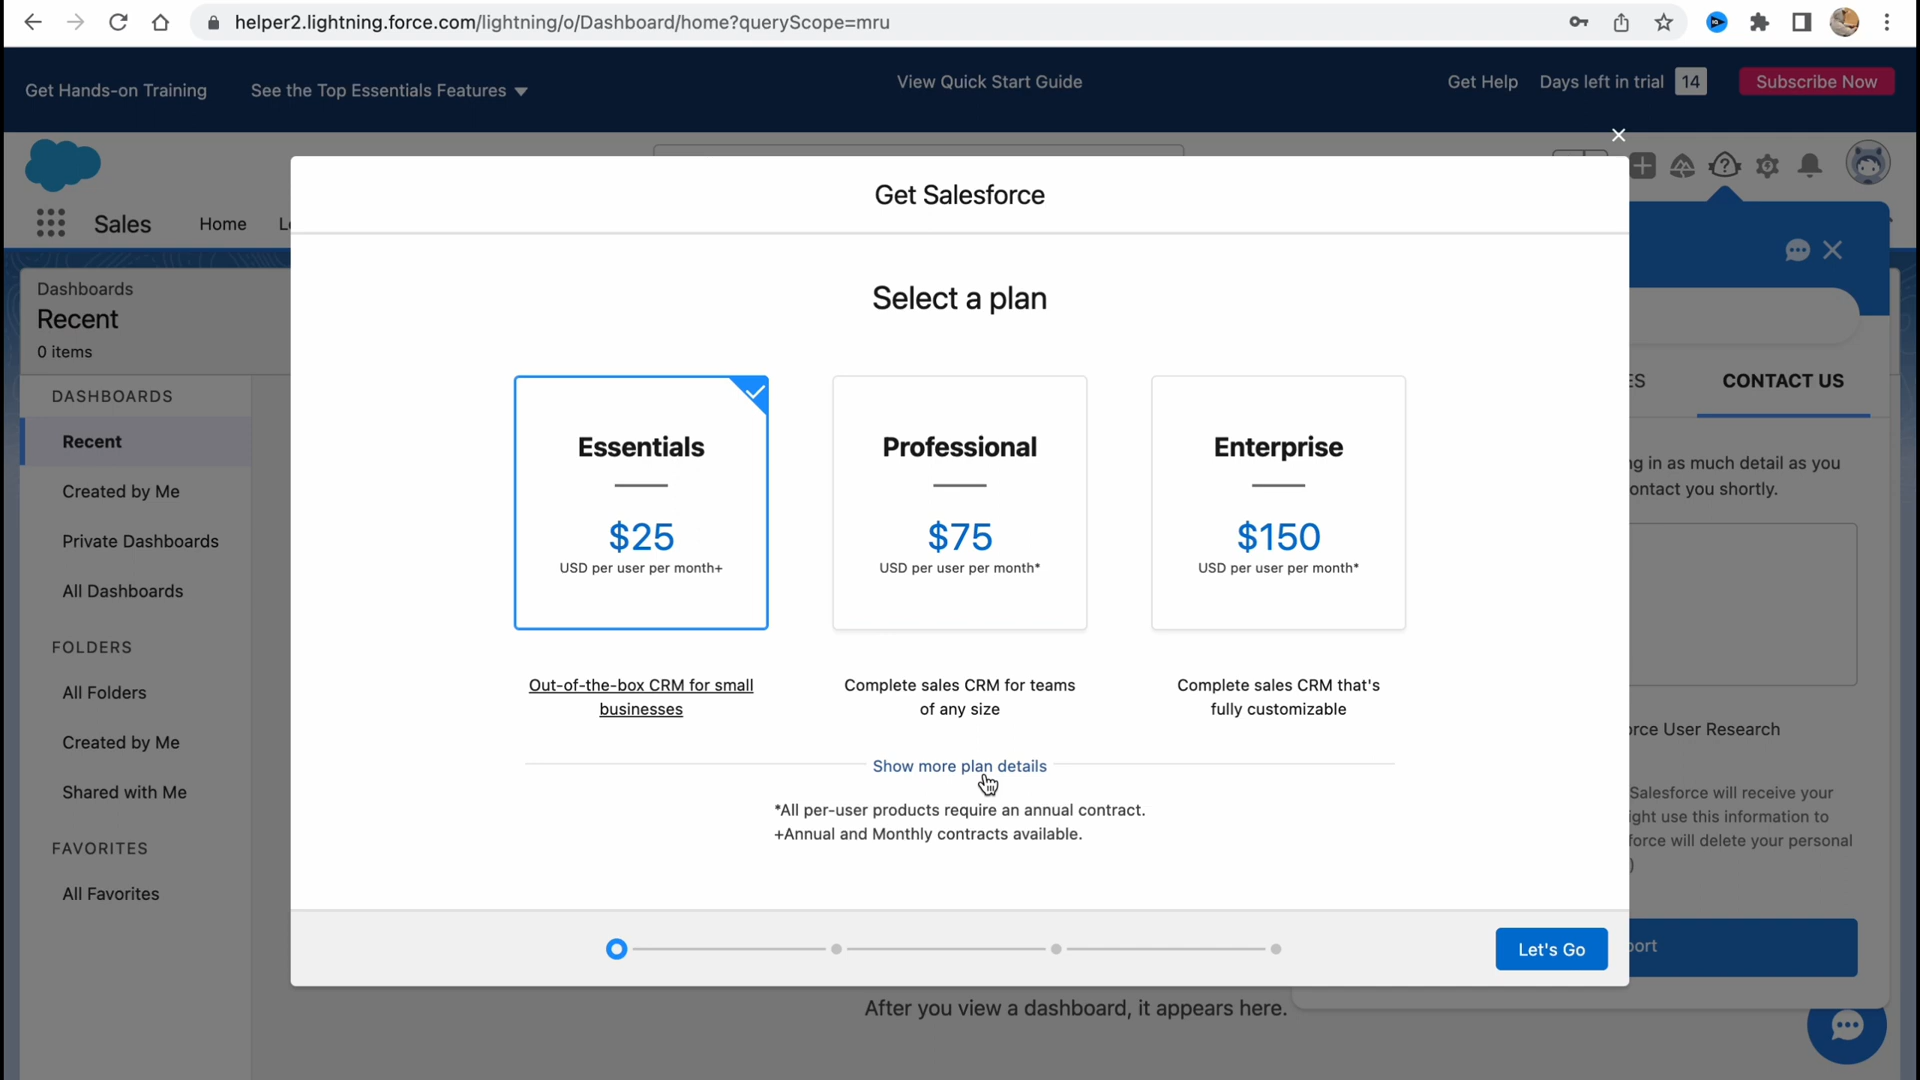 helper2.lightning.force.com/lightning/o/Dashboard/home?queryScope=mru
Get Hands-on Training
See the Top Essentials Features
View Quick Start Guide
Get Help
Days left in trial 14
Subscribe Now
Get Salesforce
Sales
Home
Select a plan
Dashboards
Recent
0 items
DASHBOARDS
Recent
Created by Me
Private Dashboards
All Dashboards
FOLDERS
All Folders
Created by Me
Shared with Me
FAVORITES
All Favorites
Essentials
$25
USD per user per month+
Out-of-the-box CRM for small
businesses
Professional
$75
USD per user per month*
Complete sales CRM for teams
of any size
Enterprise
$150
USD per user per month*
Complete sales CRM that's
fully customizable
Show more plan details
*All per-user products require an annual contract.
+Annual and Monthly contracts available.
Let's Go
CONTACT US
in as much detail as you
contact you shortly.
User Research
Salesforce will receive your
use this information to
will delete your personal
After you view a dashboard, it appears here.